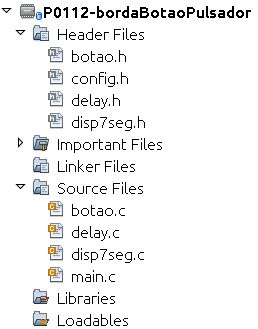 P0112-bordaBotaoPulsador
Header Files
botao.h
config.h
delay.h
disp7seg.h
Important Files
Linker Files
Source Files
botao.c
delay.c
disp7seg.c
main.c
Libraries
Loadables